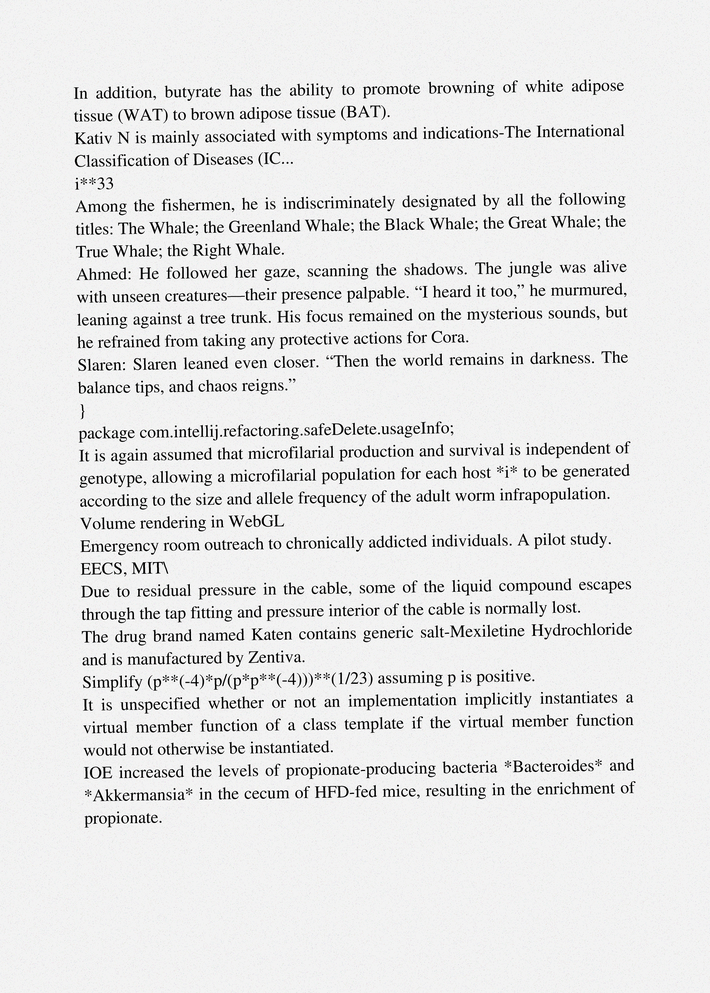 In addition, butyrate has the ability to promote browning of white adipose
tissue (WAT) to brown adipose tissue (BAT).
Kativ N is mainly associated with symptoms and indications-The International
Classification of Diseases (IC...
i**33
Among the fishermen, he is indiscriminately designated by all the following
titles: The Whale; the Greenland Whale; the Black Whale; the Great Whale; the
True Whale; the Right Whale.
Ahmed: He followed her gaze, scanning the shadows. The jungle was alive
with unseen creatures—their presence palpable. “I heard it too,” he murmured,
leaning against a tree trunk. His focus remained on the mysterious sounds, but
he refrained from taking any protective actions for Cora.
Slaren: Slaren leaned even closer. “Then the world remains in darkness. The
balance tips, and chaos reigns.”
}
package com.intellij.refactoring.safeDelete.usageInfo;
It is again assumed that microfilarial production and survival is independent of
genotype, allowing a microfilarial population for each host *i* to be generated
according to the size and allele frequency of the adult worm infrapopulation.
Volume rendering in WebGL
Emergency room outreach to chronically addicted individuals. A pilot study.
EECS, MIT\
Due to residual pressure in the cable, some of the liquid compound escapes
through the tap fitting and pressure interior of the cable is normally lost.
The drug brand named Katen contains generic salt-Mexiletine Hydrochloride
and is manufactured by Zentiva.
Simplify (p**(-4)*p/(p*p**(-4)))**(1/23) assuming p is positive.
It is unspecified whether or not an implementation implicitly instantiates a
virtual member function of a class template if the virtual member function
would not otherwise be instantiated.
IOE increased the levels of propionate-producing bacteria *Bacteroides* and
*Akkermansia* in the cecum of HFD-fed mice, resulting in the enrichment of
propionate.